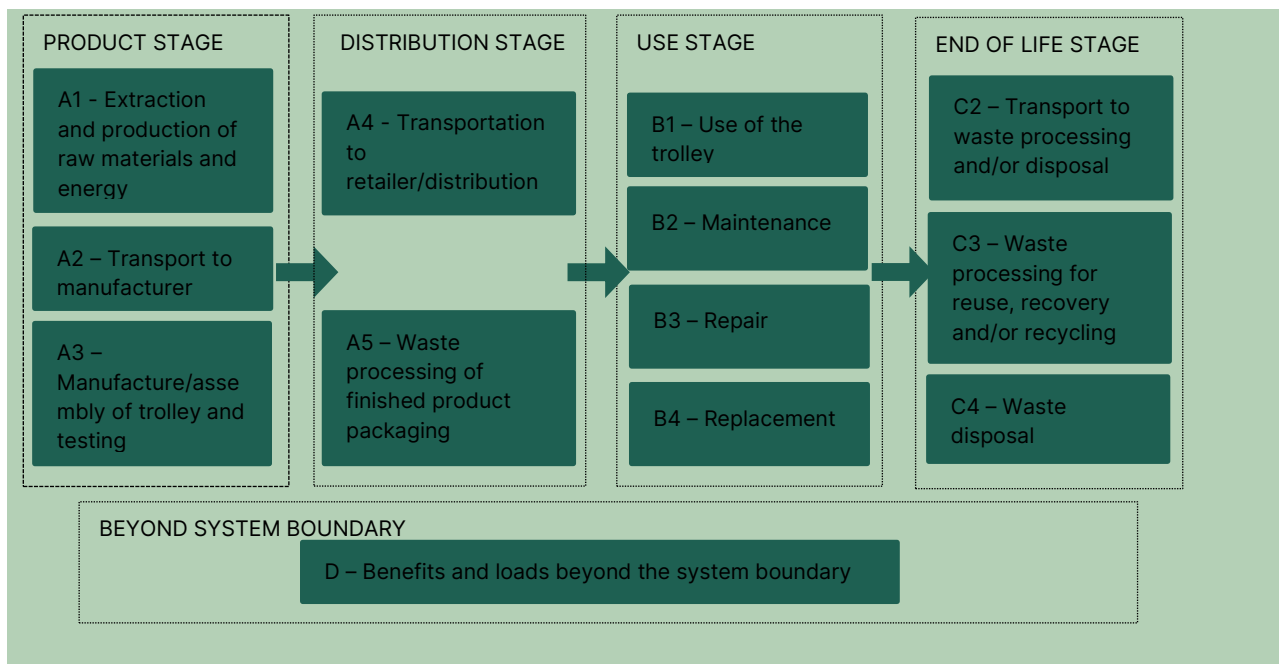 PRODUCT STAGE
A1 - Extraction
and production of
raw materials and
energy
A2 – Transport to
manufacturer
A3 –
Manufacture/asse
mbly of trolley and
testing
DISTRIBUTION STAGE
A4 - Transportation
to
retailer/distribution
A5 – Waste
processing of
finished product
packaging
USE STAGE
B1 – Use of the
trolley
B2 – Maintenance
B3 – Repair
B4 – Replacement
END OF LIFE STAGE
C2 – Transport to
waste processing
and/or disposal
C3 – Waste
processing for
reuse, recovery
and/or recycling
C4 – Waste
disposal
BEYOND SYSTEM BOUNDARY
D – Benefits and loads beyond the system boundary